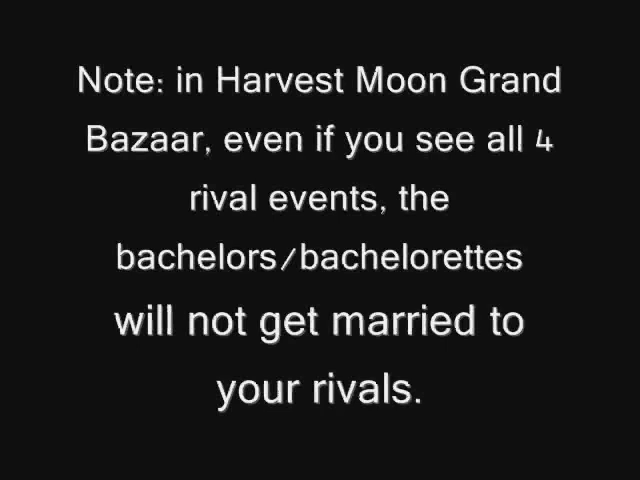 Note: in Harvest Moon Grand
Bazaar, even if you see all 4
rival events, the
bachelors/bachelorettes
will not get married to
your rivals.